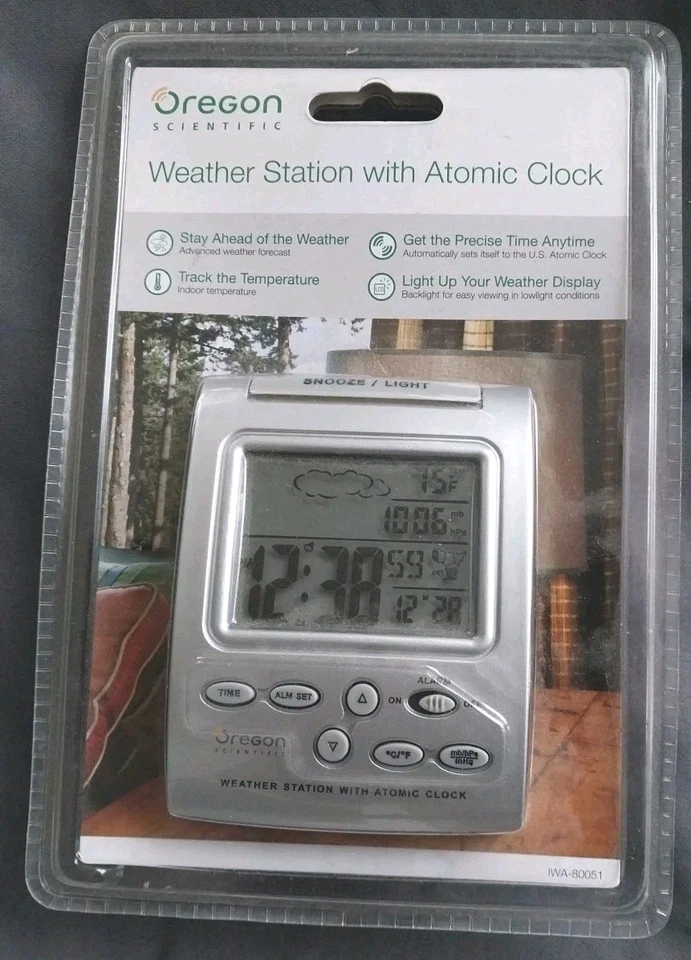 OREGON
SCIENTIFIC
Weather Station with Atomic Clock
Stay Ahead of the Weather
Advanced weather forecast
Get the Precise Time Anytime
Automatically sets itself to the U.S. Atomic Clock
Track the Temperature
Indoor temperature
Light Up Your Weather Display
Backlight for easy viewing in lowlight conditions
SNOOZE / LIGHT
75°F
1006 mb hPa
12:38 59
12 M 28 D
ALARM
TIME
ALM SET
ON
OFF
OREGON
SCIENTIFIC
°C/°F
mb/hPa
inHg
WEATHER STATION WITH ATOMIC CLOCK
IWA-80051